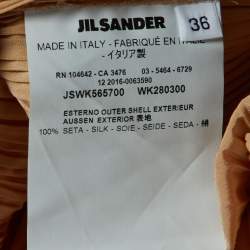 JIL SANDER
36
MADE IN ITALY - FABRIQUÉ EN ITALIE
- イタリア製
RN 104642 - CA 3476 03 - 5464 - 6729
12 2016-0063590
JSWK565700 WK280300
ESTERNO OUTER SHELL EXTERIEUR
AUSSEN EXTERIOR 表地
100% SETA - SILK - SOIE - SEIDE - SEDA - 絹